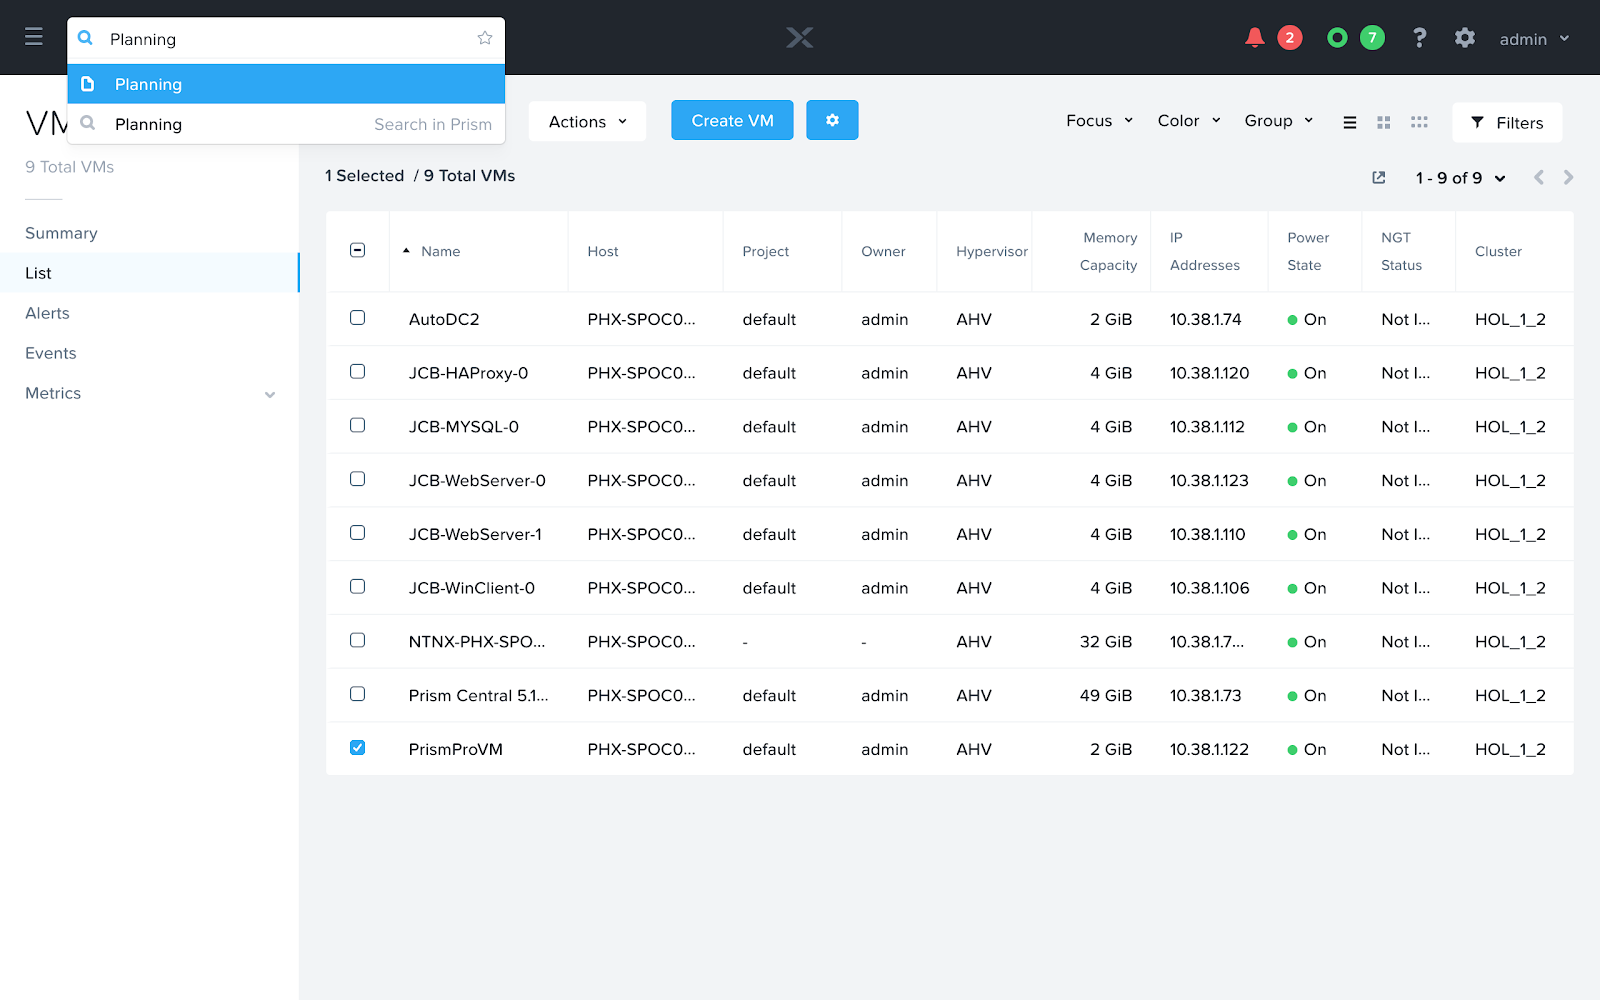 Planning
2
7
?
admin
Planning
Planning Search in Prism
VM
9 Total VMs
Summary
List
Alerts
Events
Metrics
Actions
Create VM
Focus
Color
Group
Filters
1 Selected / 9 Total VMs
1 - 9 of 9
Name Host Project Owner Hypervisor Memory Capacity IP Addresses Power State NGT Status Cluster
AutoDC2 PHX-SPOC0... default admin AHV 2 GiB 10.38.1.74 On Not I... HOL_1_2
JCB-HAProxy-0 PHX-SPOC0... default admin AHV 4 GiB 10.38.1.120 On Not I... HOL_1_2
JCB-MYSQL-0 PHX-SPOC0... default admin AHV 4 GiB 10.38.1.112 On Not I... HOL_1_2
JCB-WebServer-0 PHX-SPOC0... default admin AHV 4 GiB 10.38.1.123 On Not I... HOL_1_2
JCB-WebServer-1 PHX-SPOC0... default admin AHV 4 GiB 10.38.1.110 On Not I... HOL_1_2
JCB-WinClient-0 PHX-SPOC0... default admin AHV 4 GiB 10.38.1.106 On Not I... HOL_1_2
NTNX-PHX-SPO... PHX-SPOC0... - - AHV 32 GiB 10.38.1.7... On Not I... HOL_1_2
Prism Central 5.1... PHX-SPOC0... default admin AHV 49 GiB 10.38.1.73 On Not I... HOL_1_2
PrismProVM PHX-SPOC0... default admin AHV 2 GiB 10.38.1.122 On Not I... HOL_1_2